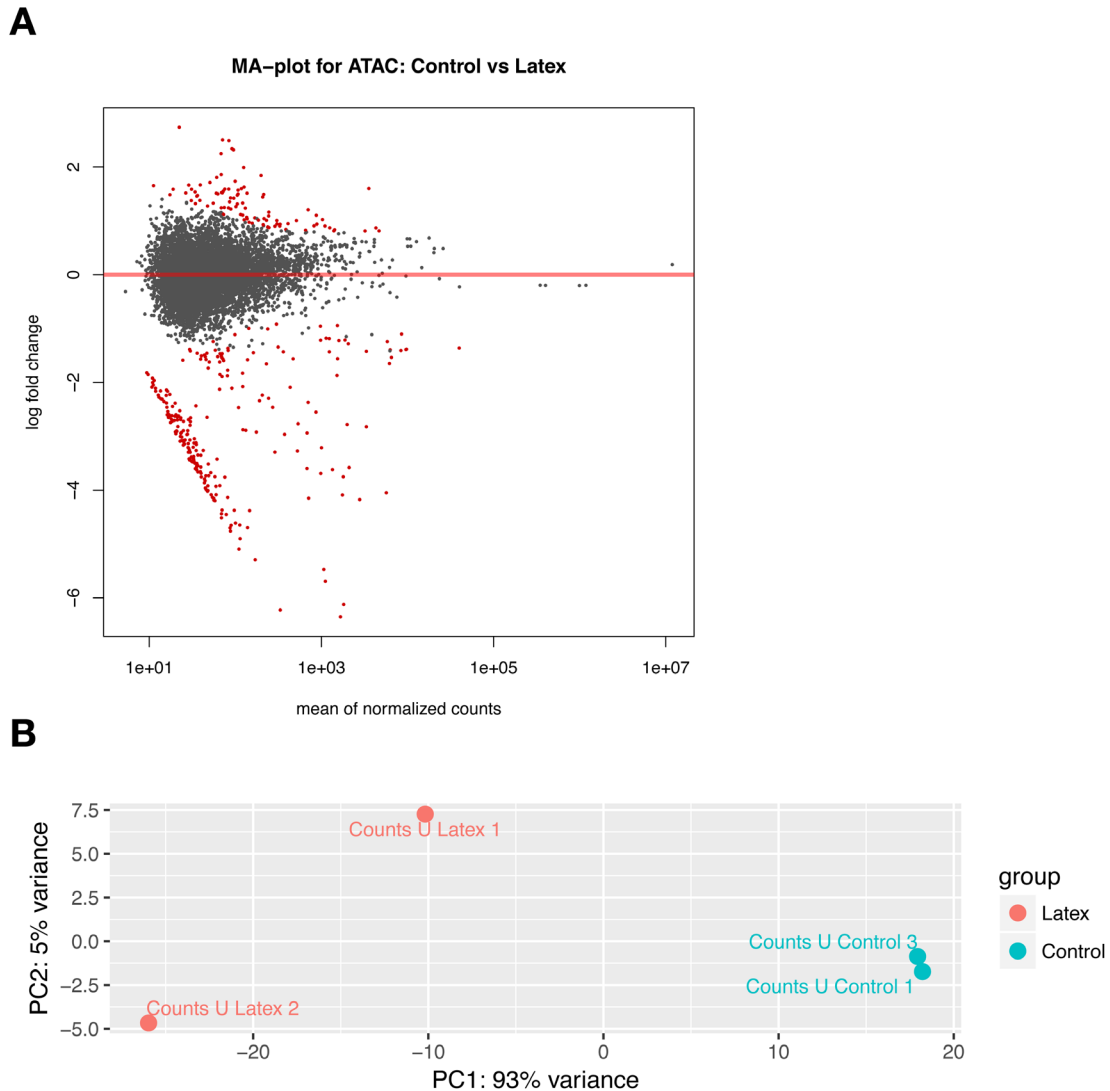 A
MA−plot for ATAC: Control vs Latex
2
0
−2
−4
−6
log fold change
1e+01 1e+03 1e+05 1e+07
mean of normalized counts
B
7.5
5.0
2.5
0.0
−2.5
−5.0
PC2: 5% variance
Counts U Latex 1
Counts U Control 3
Counts U Control 1
Counts U Latex 2
−20 −10 0 10 20
PC1: 93% variance
group
Latex
Control